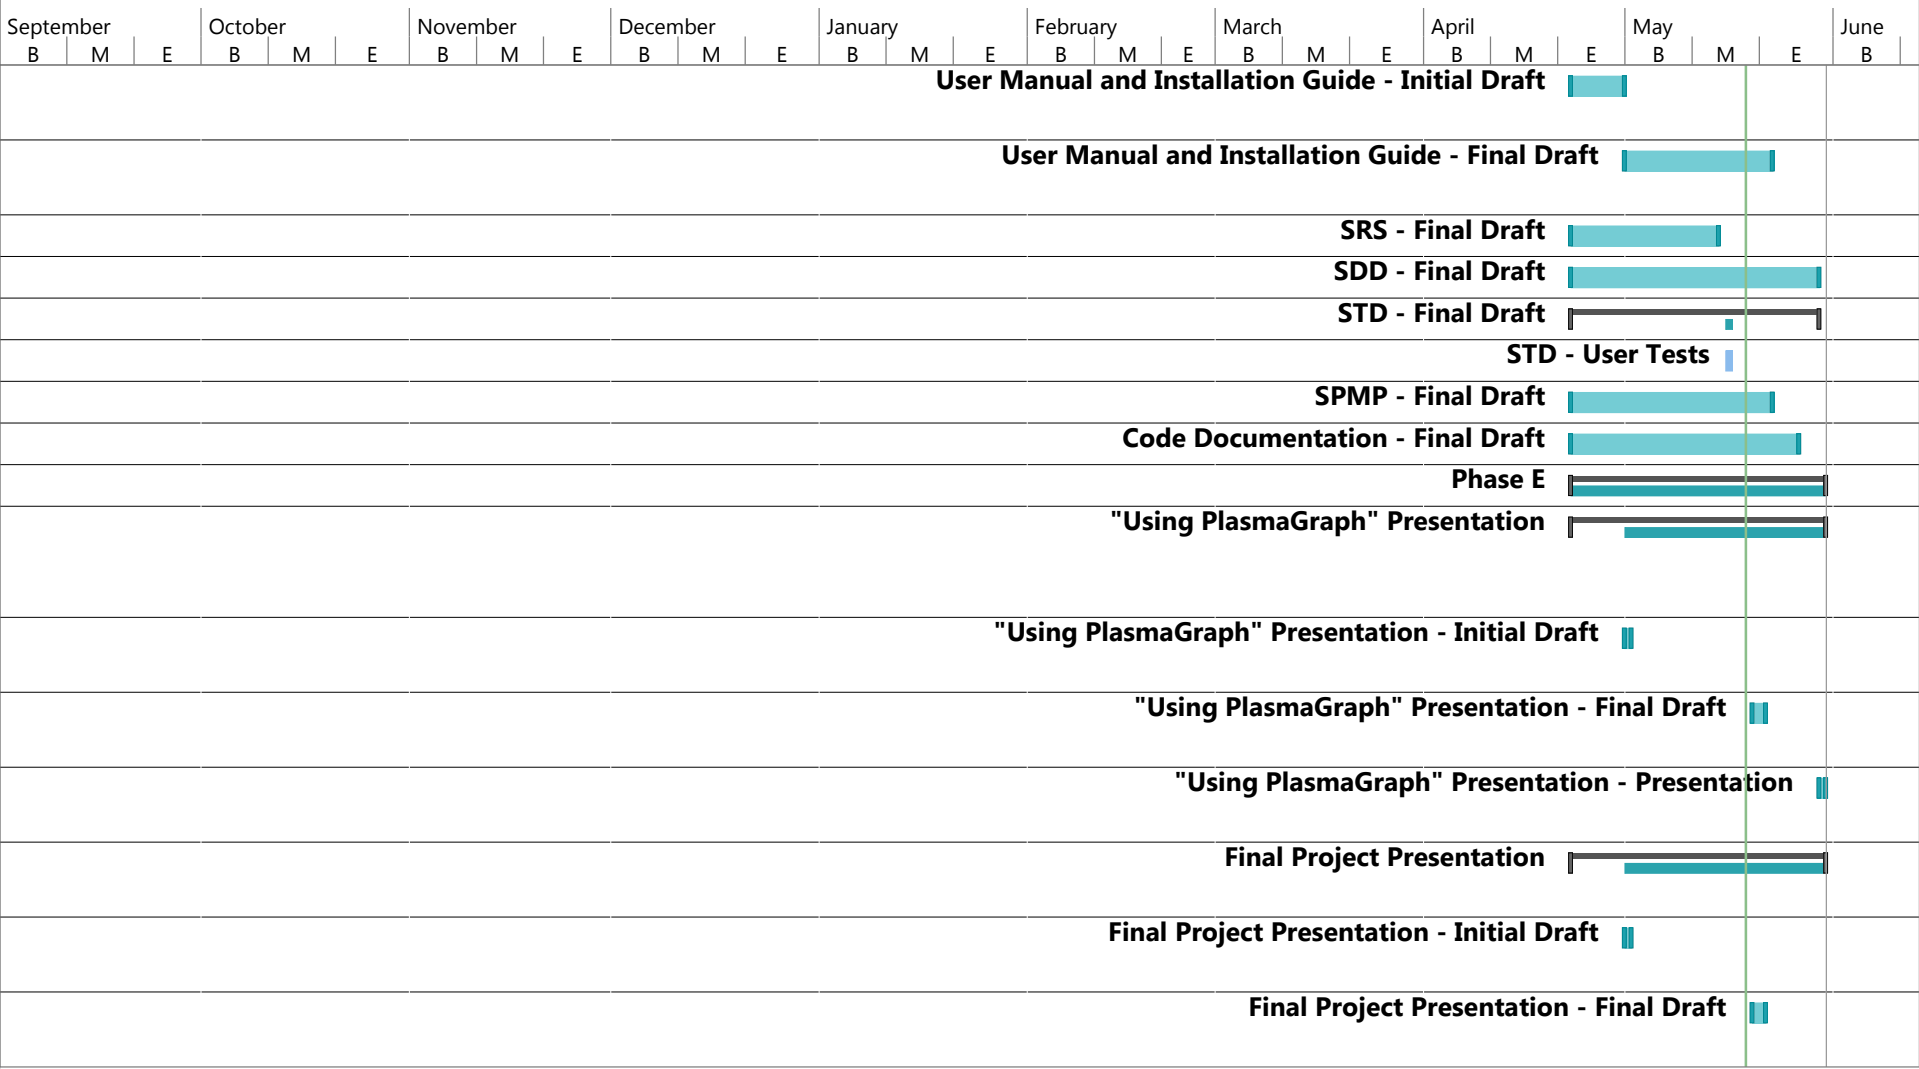 September October November December January February March April May June
B M E B M E B M E B M E B M E B M E B M E B M E B M E B
User Manual and Installation Guide - Initial Draft
User Manual and Installation Guide - Final Draft
SRS - Final Draft
SDD - Final Draft
STD - Final Draft
STD - User Tests
SPMP - Final Draft
Code Documentation - Final Draft
Phase E
"Using PlasmaGraph" Presentation
"Using PlasmaGraph" Presentation - Initial Draft
"Using PlasmaGraph" Presentation - Final Draft
"Using PlasmaGraph" Presentation - Presentation
Final Project Presentation
Final Project Presentation - Initial Draft
Final Project Presentation - Final Draft